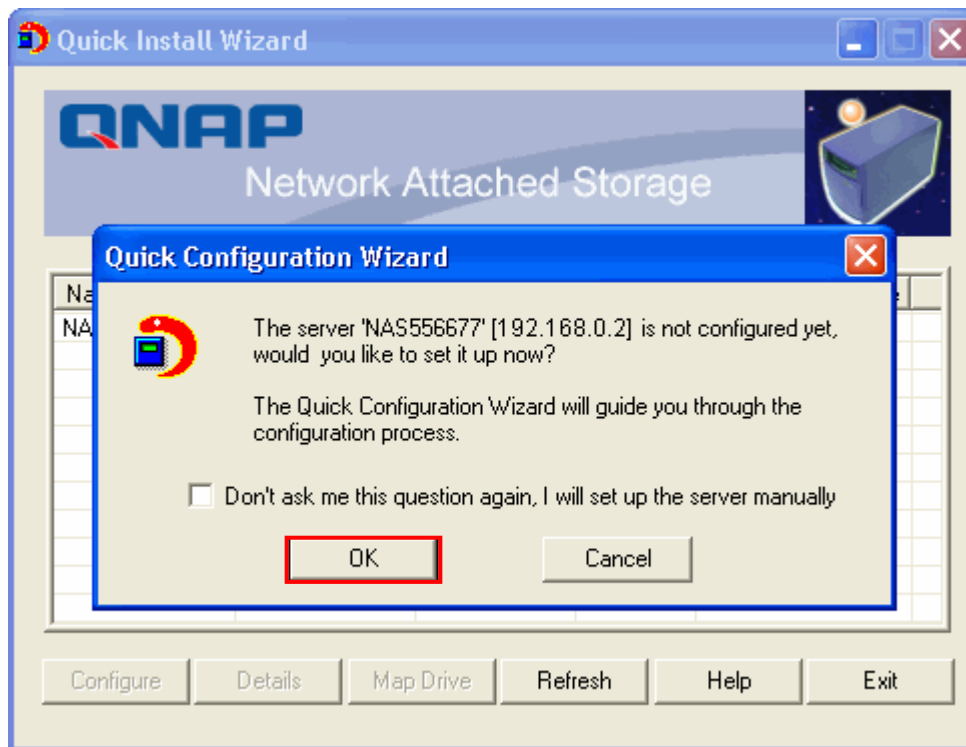 Quick Install Wizard
QNAP
Network Attached Storage
Quick Configuration Wizard
Na
NA
The server 'NAS556677' [192.168.0.2] is not configured yet,
would  you like to set it up now?
The Quick Configuration Wizard will guide you through the
configuration process.
Don't ask me this question again, I will set up the server manually
OK
Cancel
Configure
Details
Map Drive
Refresh
Help
Exit